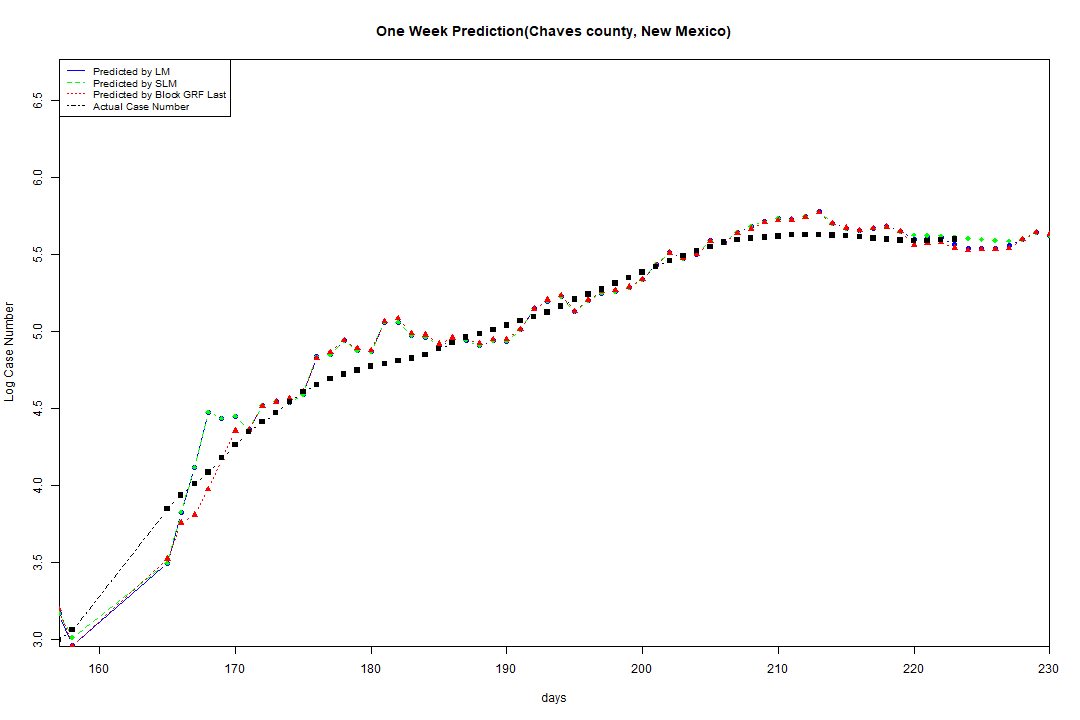 One Week Prediction(Chaves county, New Mexico)
Predicted by LM
Predicted by SLM
Predicted by Block GRF Last
Actual Case Number
6.5
6.0
5.5
5.0
4.5
4.0
3.5
3.0
Log Case Number
160 170 180 190 200 210 220 230
days